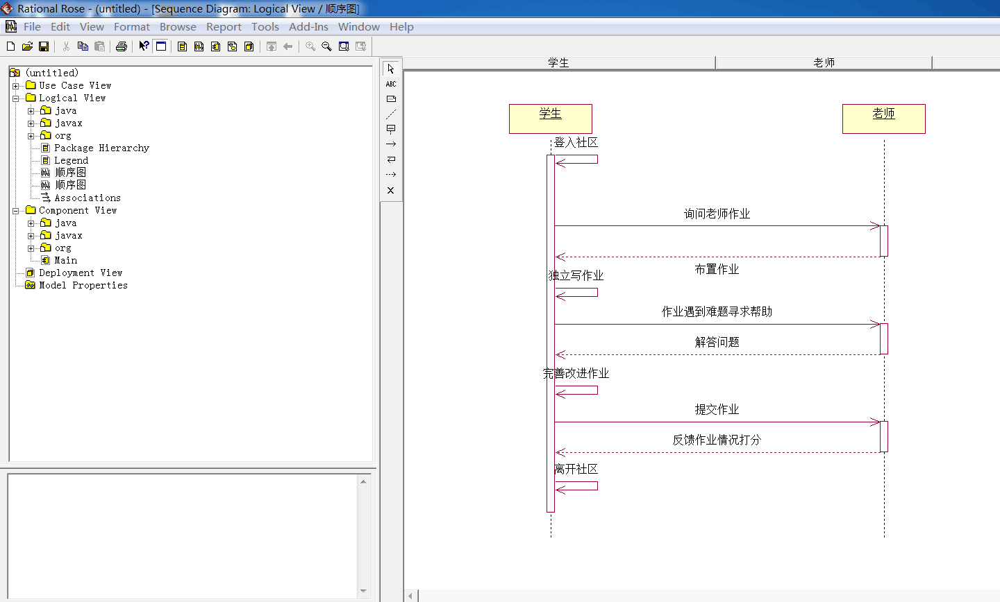 Rational Rose - (untitled) - [Sequence Diagram: Logical View / 顺序图]
File Edit View Format Browse Report Tools Add-Ins Window Help
(untitled)
Use Case View
Logical View
java
javax
org
Package Hierarchy
Legend
顺序图
顺序图
Associations
Component View
java
javax
org
Main
Deployment View
Model Properties
ABC
学生 老师
学生 老师
登入社区
询问老师作业
布置作业
独立写作业
作业遇到难题寻求帮助
解答问题
完善改进作业
提交作业
反馈作业情况打分
离开社区